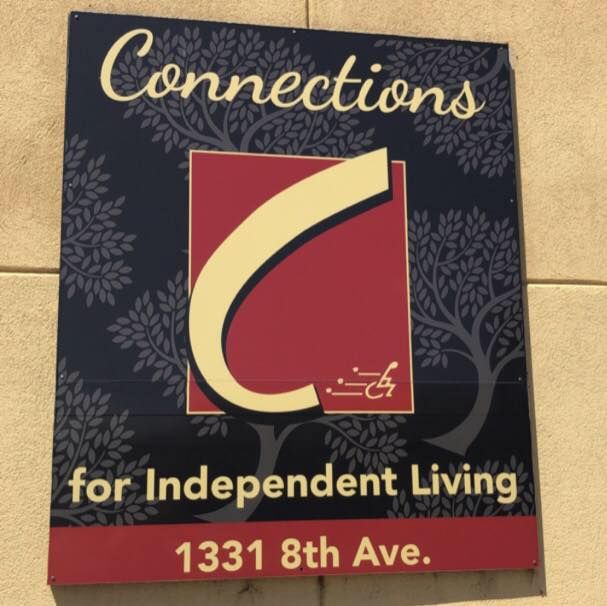 Connections
C
for Independent Living
1331 8th Ave.